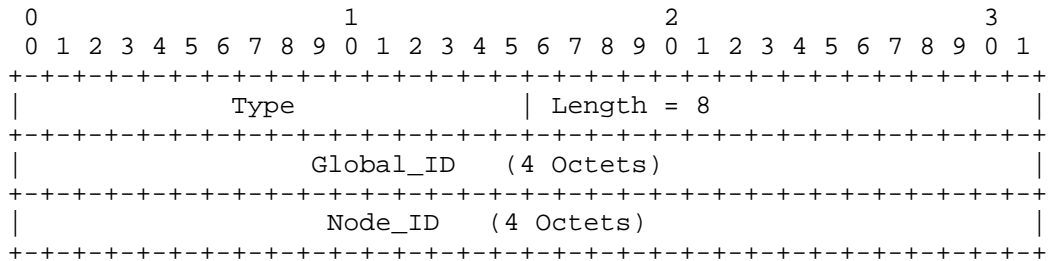 0                   1                   2                   3
 0 1 2 3 4 5 6 7 8 9 0 1 2 3 4 5 6 7 8 9 0 1 2 3 4 5 6 7 8 9 0 1
+-+-+-+-+-+-+-+-+-+-+-+-+-+-+-+-+-+-+-+-+-+-+-+-+-+-+-+-+-+-+-+-+
|             Type              | Length = 8                    |
+-+-+-+-+-+-+-+-+-+-+-+-+-+-+-+-+-+-+-+-+-+-+-+-+-+-+-+-+-+-+-+-+
|                  Global_ID   (4 Octets)                       |
+-+-+-+-+-+-+-+-+-+-+-+-+-+-+-+-+-+-+-+-+-+-+-+-+-+-+-+-+-+-+-+-+
|                   Node_ID   (4 Octets)                        |
+-+-+-+-+-+-+-+-+-+-+-+-+-+-+-+-+-+-+-+-+-+-+-+-+-+-+-+-+-+-+-+-+